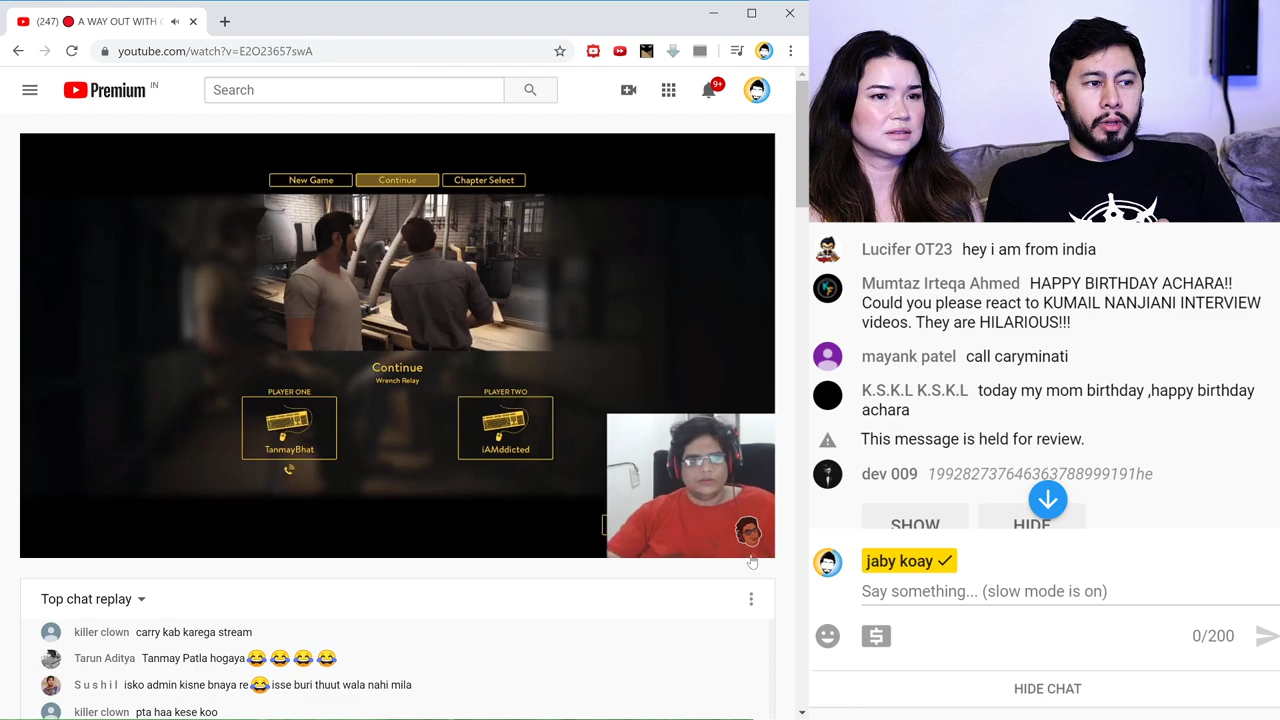 (247) 🔴 A WAY OUT WITH
youtube.com/watch?v=E2O23657swA
Premium IN
Search
9+
New Game
Continue
Chapter Select
Continue
Wrench Relay
PLAYER ONE
PLAYER TWO
TanmayBhat
iAMddicted
Top chat replay
killer clown carry kab karega stream
Tarun Aditya Tanmay Patla hogaya😂😂😂😂
S u s h i l isko admin kisne bnaya re😂isse buri thuut wala nahi mila
killer clown pta haa kese koo
Lucifer OT23 hey i am from india
Mumtaz Irteqa Ahmed HAPPY BIRTHDAY ACHARA!!
Could you please react to KUMAIL NANJIANI INTERVIEW
videos. They are HILARIOUS!!!
mayank patel call caryminati
K.S.K.L K.S.K.L today my mom birthday ,happy birthday
achara
This message is held for review.
dev 009 199282737646363788999191he
SHOW
HIDE
jaby koay ✓
Say something... (slow mode is on)
0/200
HIDE CHAT